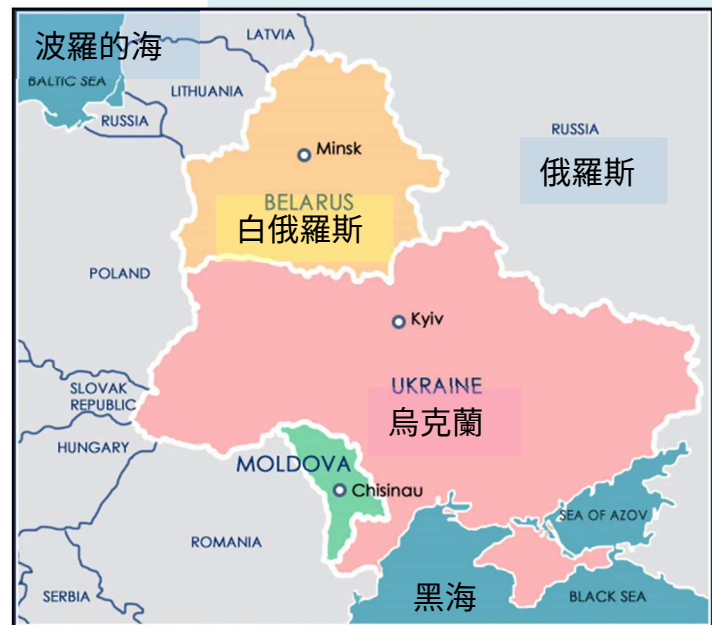 LATVIA
波羅的海
BALTIC SEA
LITHUANIA
RUSSIA
RUSSIA
Minsk
俄羅斯
BELARUS
白俄羅斯
POLAND
Kyiv
SLOVAK
REPUBLIC
UKRAINE
烏克蘭
HUNGARY
MOLDOVA
Chisinau
SEA OF AZOV
ROMANIA
SERBIA
黑海
BLACK SEA